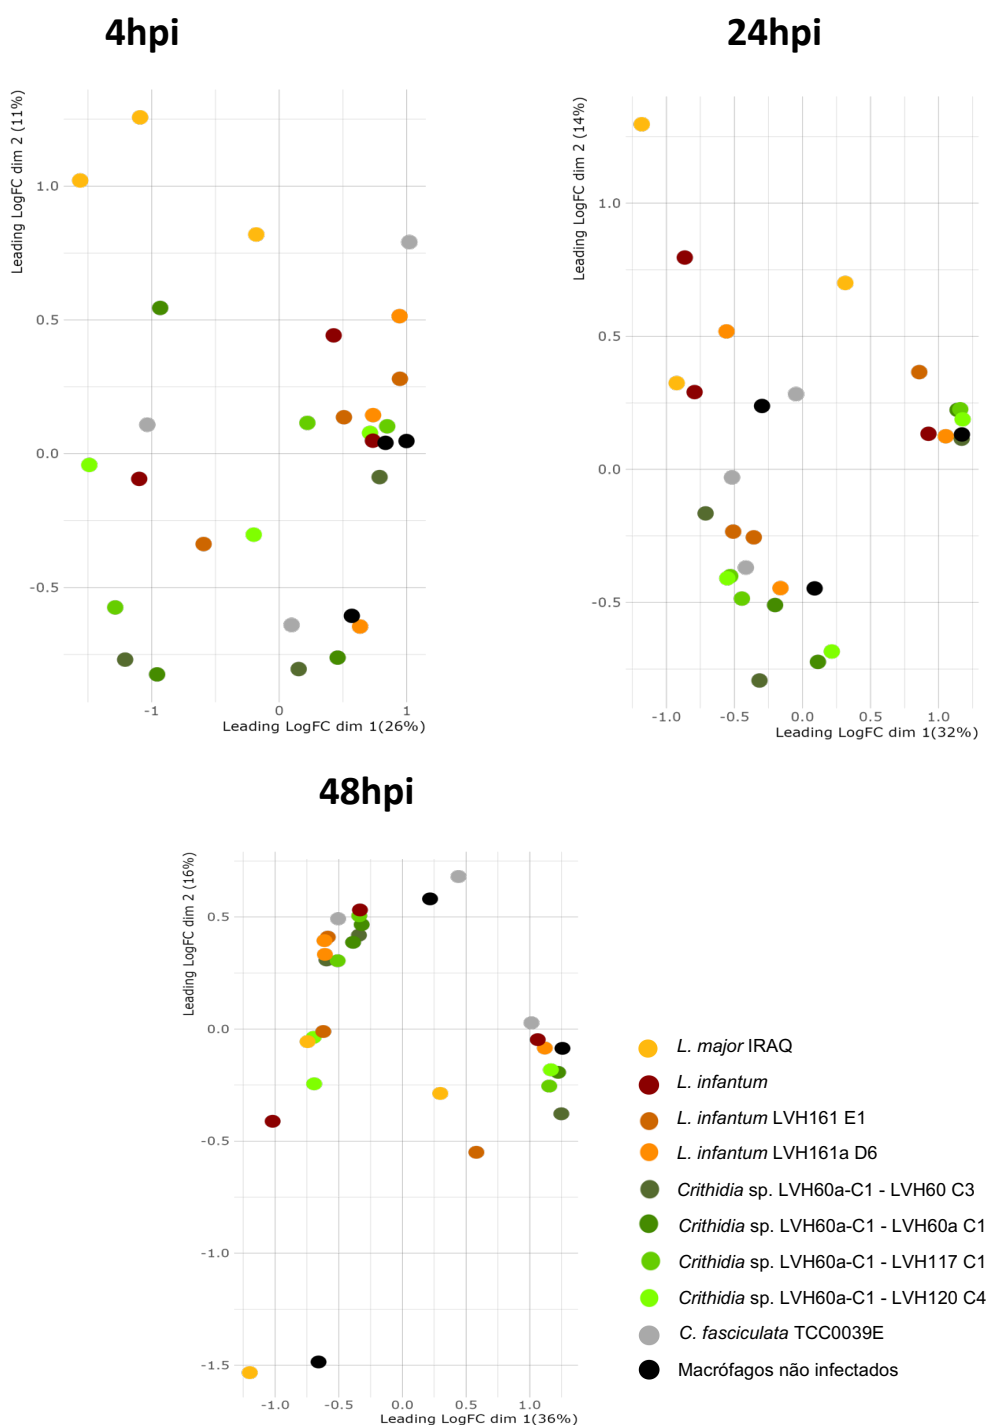 4hpi
Leading LogFC dim 2 (11%)
1.0
0.5
0.0
-0.5
-1
0
1
Leading LogFC dim 1(26%)
24hpi
Leading LogFC dim 2 (14%)
1.0
0.5
0.0
-0.5
-1.0
-0.5
0.0
0.5
1.0
Leading LogFC dim 1(32%)
48hpi
Leading LogFC dim 2 (16%)
0.5
0.0
-0.5
-1.0
-1.5
-1.0
-0.5
0.0
0.5
1.0
Leading LogFC dim 1(36%)
L. major IRAQ
L. infantum
L. infantum LVH161 E1
L. infantum LVH161a D6
Crithidia sp. LVH60a-C1 - LVH60 C3
Crithidia sp. LVH60a-C1 - LVH60a C1
Crithidia sp. LVH60a-C1 - LVH117 C1
Crithidia sp. LVH60a-C1 - LVH120 C4
C. fasciculata TCC0039E
Macrófagos não infectados